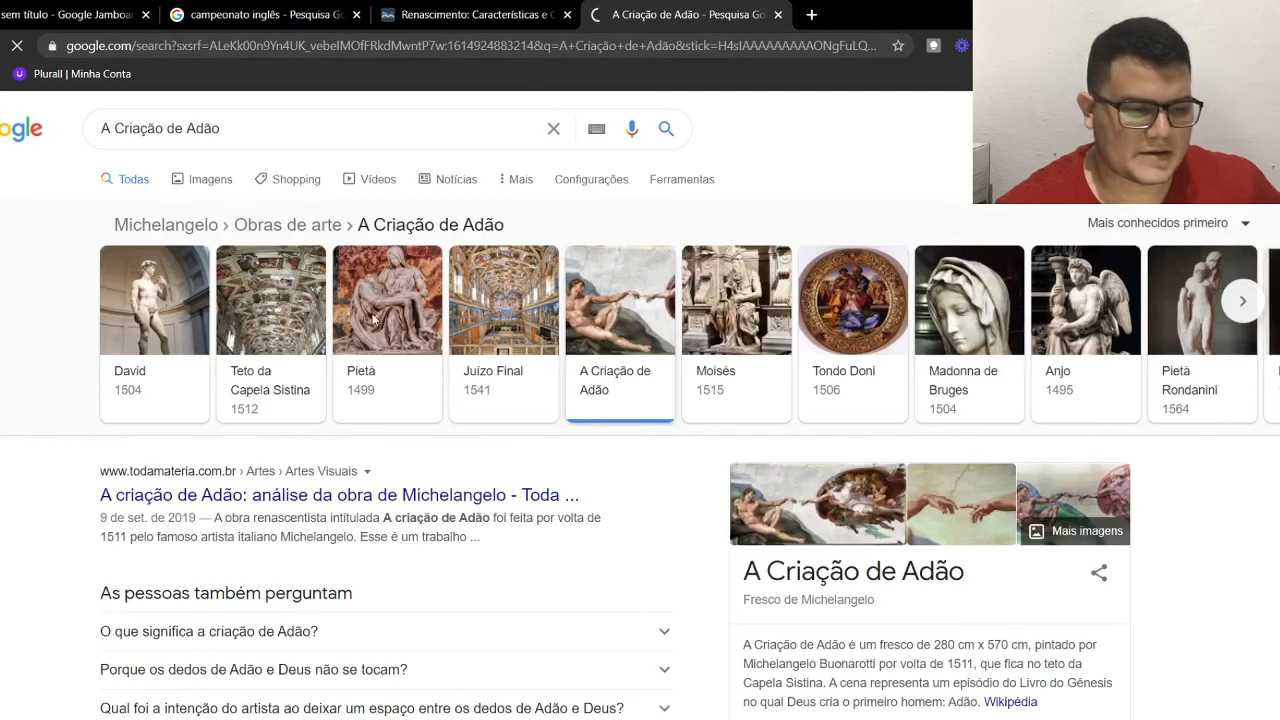 sem título - Google Jamboar
campeonato inglês - Pesquisa Go
Renascimento: Características e C
A Criação de Adão - Pesquisa Go
google.com/search?sxsrf=ALeKk00n9Yn4UK_vebeIMOfFRkdMwntP7w:1614924883214&q=A+Criação+de+Adão&stick=H4sIAAAAAAAAONgFuLQ...
Plurall | Minha Conta
ogle
A Criação de Adão
Todas
Imagens
Shopping
Vídeos
Notícias
Mais
Configurações
Ferramentas
Michelangelo › Obras de arte › A Criação de Adão
Mais conhecidos primeiro
David
1504
Teto da
Capela Sistina
1512
Pietà
1499
Juízo Final
1541
A Criação de
Adão
Moisés
1515
Tondo Doni
1506
Madonna de
Bruges
1504
Anjo
1495
Pietà
Rondanini
1564
www.todamateria.com.br › Artes › Artes Visuais
A criação de Adão: análise da obra de Michelangelo - Toda ...
9 de set. de 2019 — A obra renascentista intitulada A criação de Adão foi feita por volta de
1511 pelo famoso artista italiano Michelangelo. Esse é um trabalho ...
As pessoas também perguntam
O que significa a criação de Adão?
Porque os dedos de Adão e Deus não se tocam?
Qual foi a intenção do artista ao deixar um espaço entre os dedos de Adão e Deus?
Mais imagens
A Criação de Adão
Fresco de Michelangelo
A Criação de Adão é um fresco de 280 cm x 570 cm, pintado por
Michelangelo Buonarotti por volta de 1511, que fica no teto da
Capela Sistina. A cena representa um episódio do Livro do Gênesis
no qual Deus cria o primeiro homem: Adão. Wikipédia